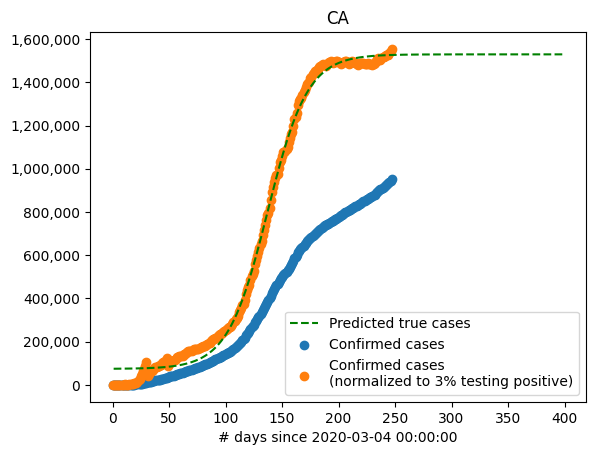 CA
1,600,000
1,400,000
1,200,000
1,000,000
800,000
600,000
400,000
200,000
0
0 50 100 150 200 250 300 350 400
# days since 2020-03-04 00:00:00
Predicted true cases
Confirmed cases
Confirmed cases
(normalized to 3% testing positive)